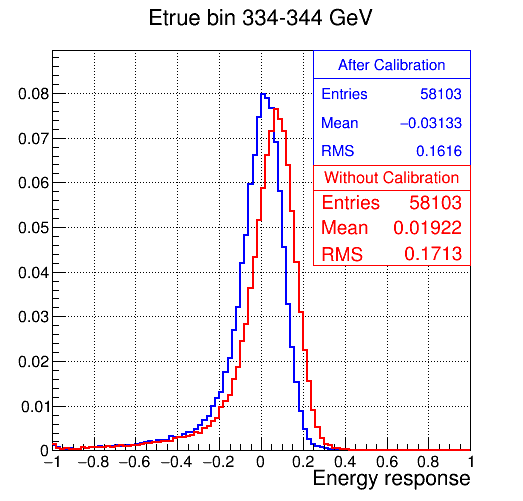 Etrue bin 334-344 GeV
After Calibration
Entries 58103
Mean −0.03133
RMS 0.1616
Without Calibration
Entries 58103
Mean 0.01922
RMS 0.1713
0.08
0.07
0.06
0.05
0.04
0.03
0.02
0.01
0
−1 −0.8 −0.6 −0.4 −0.2 0 0.2 0.4 0.6 0.8 1
Energy response